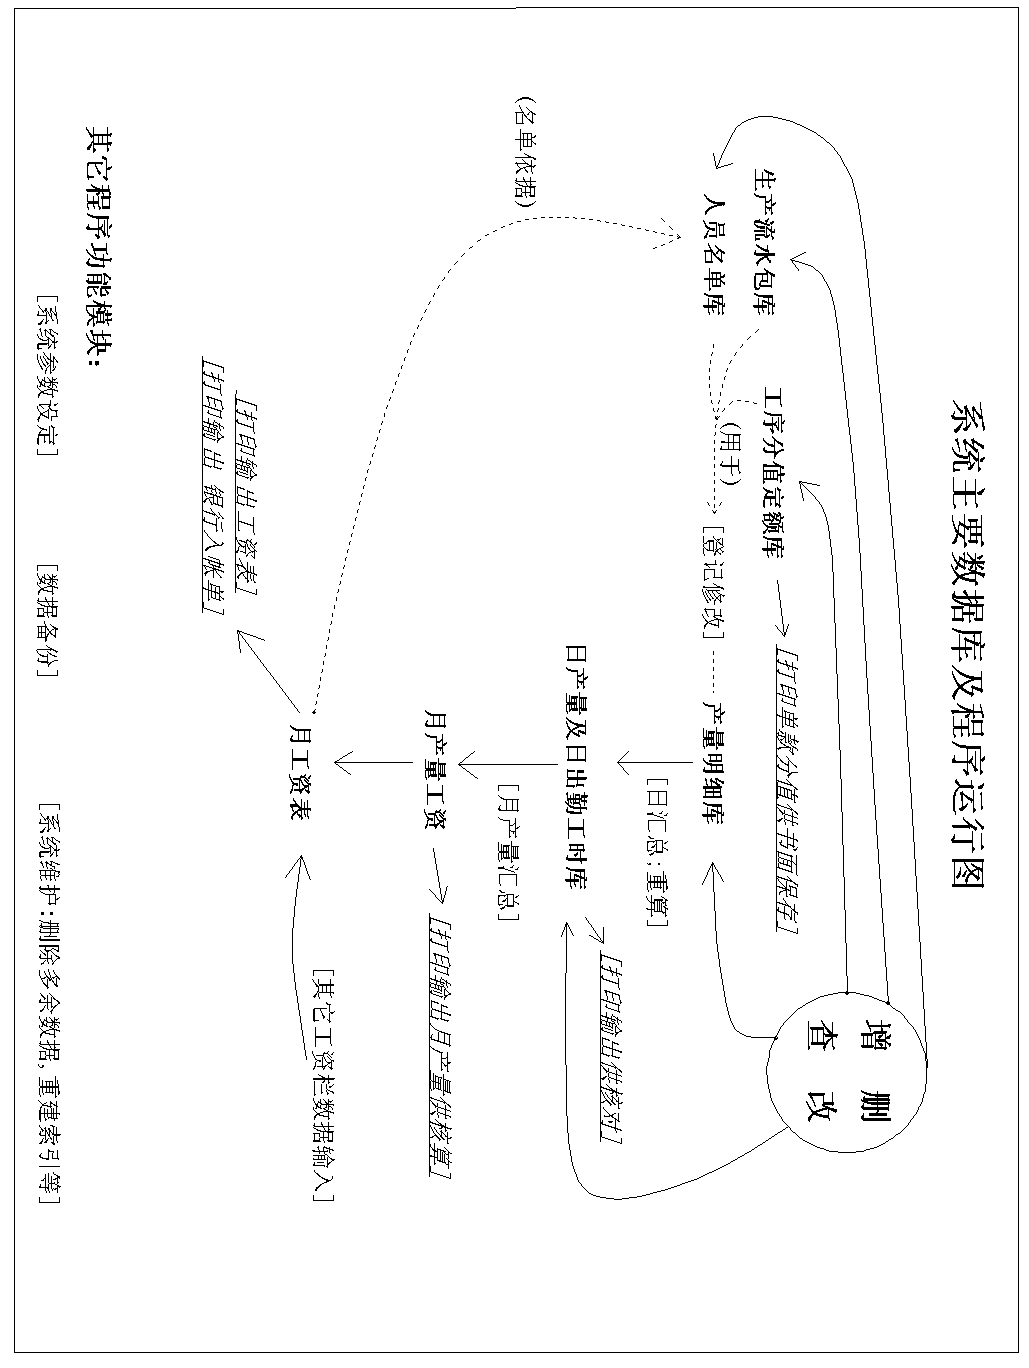 系统主要数据库及程序运行图
生产流水包库
人员名单库
工序分值定额库
[打印单款分值供书面保存]
增 删
查 改
(用于)
[登记修改]
产量明细库
[日汇总;重算]
(名单依据)
日产量及日出勤工时库
[打印输出供核对]
[月产量汇总]
月产量工资
[打印输出月产量供核算]
月工资表
[其它工资栏数据输入]
[打印输出工资表]
[打印输出 银行入帐单]
其它程序功能模块:
[系统参数设定]
[数据备份]
[系统维护:删除多余数据,重建索引等]